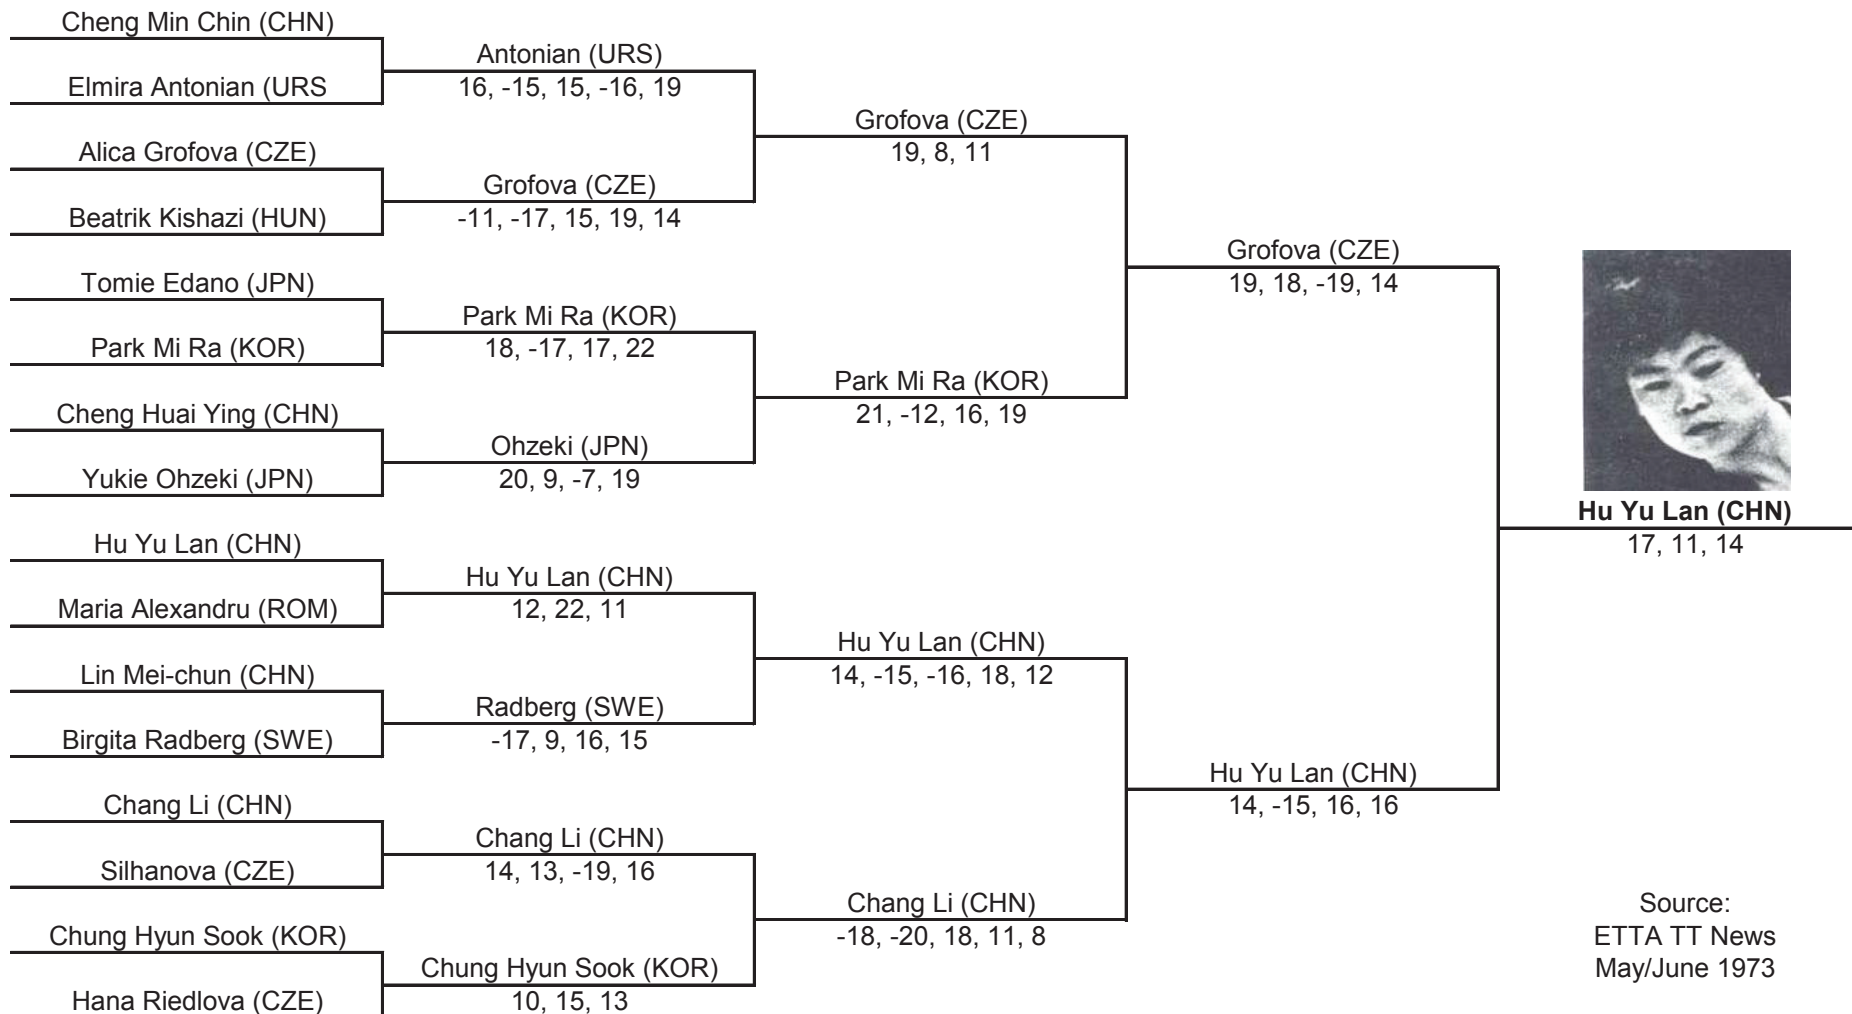 Cheng Min Chin (CHN)
Elmira Antonian (URS
Alica Grofova (CZE)
Beatrik Kishazi (HUN)
Tomie Edano (JPN)
Park Mi Ra (KOR)
Cheng Huai Ying (CHN)
Yukie Ohzeki (JPN)
Hu Yu Lan (CHN)
Maria Alexandru (ROM)
Lin Mei-chun (CHN)
Birgita Radberg (SWE)
Chang Li (CHN)
Silhanova (CZE)
Chung Hyun Sook (KOR)
Hana Riedlova (CZE)
Antonian (URS)
16, -15, 15, -16, 19
Grofova (CZE)
-11, -17, 15, 19, 14
Park Mi Ra (KOR)
18, -17, 17, 22
Ohzeki (JPN)
20, 9, -7, 19
Hu Yu Lan (CHN)
12, 22, 11
Radberg (SWE)
-17, 9, 16, 15
Chang Li (CHN)
14, 13, -19, 16
Chung Hyun Sook (KOR)
10, 15, 13
Grofova (CZE)
19, 8, 11
Park Mi Ra (KOR)
21, -12, 16, 19
Hu Yu Lan (CHN)
14, -15, -16, 18, 12
Chang Li (CHN)
-18, -20, 18, 11, 8
Grofova (CZE)
19, 18, -19, 14
Hu Yu Lan (CHN)
14, -15, 16, 16
Hu Yu Lan (CHN)
17, 11, 14
Source:
ETTA TT News
May/June 1973